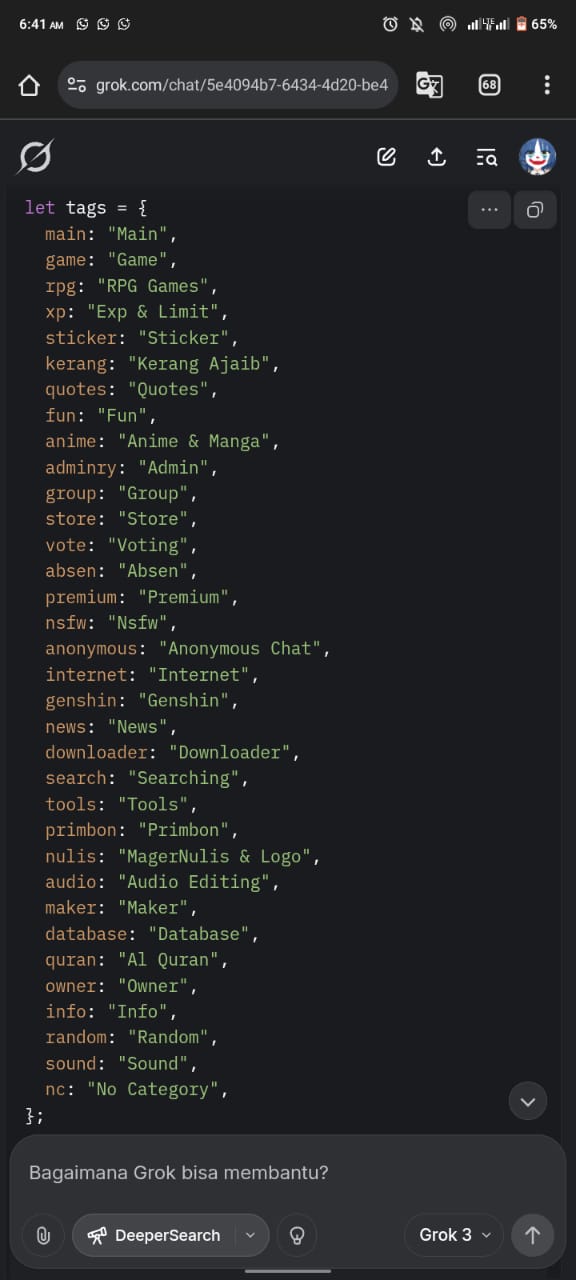 6:41 AM
65%
grok.com/chat/5e4094b7-6434-4d20-be4
68
let tags = {
main: "Main",
game: "Game",
rpg: "RPG Games",
xp: "Exp & Limit",
sticker: "Sticker",
kerang: "Kerang Ajaib",
quotes: "Quotes",
fun: "Fun",
anime: "Anime & Manga",
adminry: "Admin",
group: "Group",
store: "Store",
vote: "Voting",
absen: "Absen",
premium: "Premium",
nsfw: "Nsfw",
anonymous: "Anonymous Chat",
internet: "Internet",
genshin: "Genshin",
news: "News",
downloader: "Downloader",
search: "Searching",
tools: "Tools",
primbon: "Primbon",
nulis: "MagerNulis & Logo",
audio: "Audio Editing",
maker: "Maker",
database: "Database",
quran: "Al Quran",
owner: "Owner",
info: "Info",
random: "Random",
sound: "Sound",
nc: "No Category",
};
Bagaimana Grok bisa membantu?
DeeperSearch
Grok 3